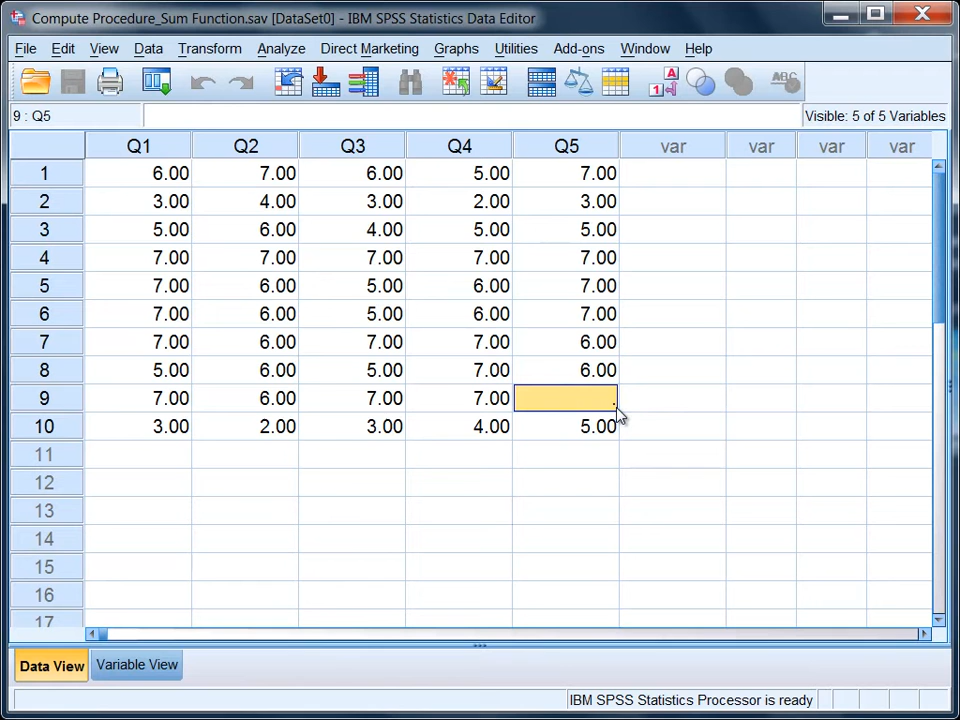 Compute Procedure_Sum Function.sav [DataSet0] - IBM SPSS Statistics Data Editor
File Edit View Data Transform Analyze Direct Marketing Graphs Utilities Add-ons Window Help
9 : Q5 Visible: 5 of 5 Variables
Q1 Q2 Q3 Q4 Q5 var var var var
1 6.00 7.00 6.00 5.00 7.00
2 3.00 4.00 3.00 2.00 3.00
3 5.00 6.00 4.00 5.00 5.00
4 7.00 7.00 7.00 7.00 7.00
5 7.00 6.00 5.00 6.00 7.00
6 7.00 6.00 5.00 6.00 7.00
7 7.00 6.00 7.00 7.00 6.00
8 5.00 6.00 5.00 7.00 6.00
9 7.00 6.00 7.00 7.00 .
10 3.00 2.00 3.00 4.00 5.00
11
12
13
14
15
16
17
Data View Variable View
IBM SPSS Statistics Processor is ready